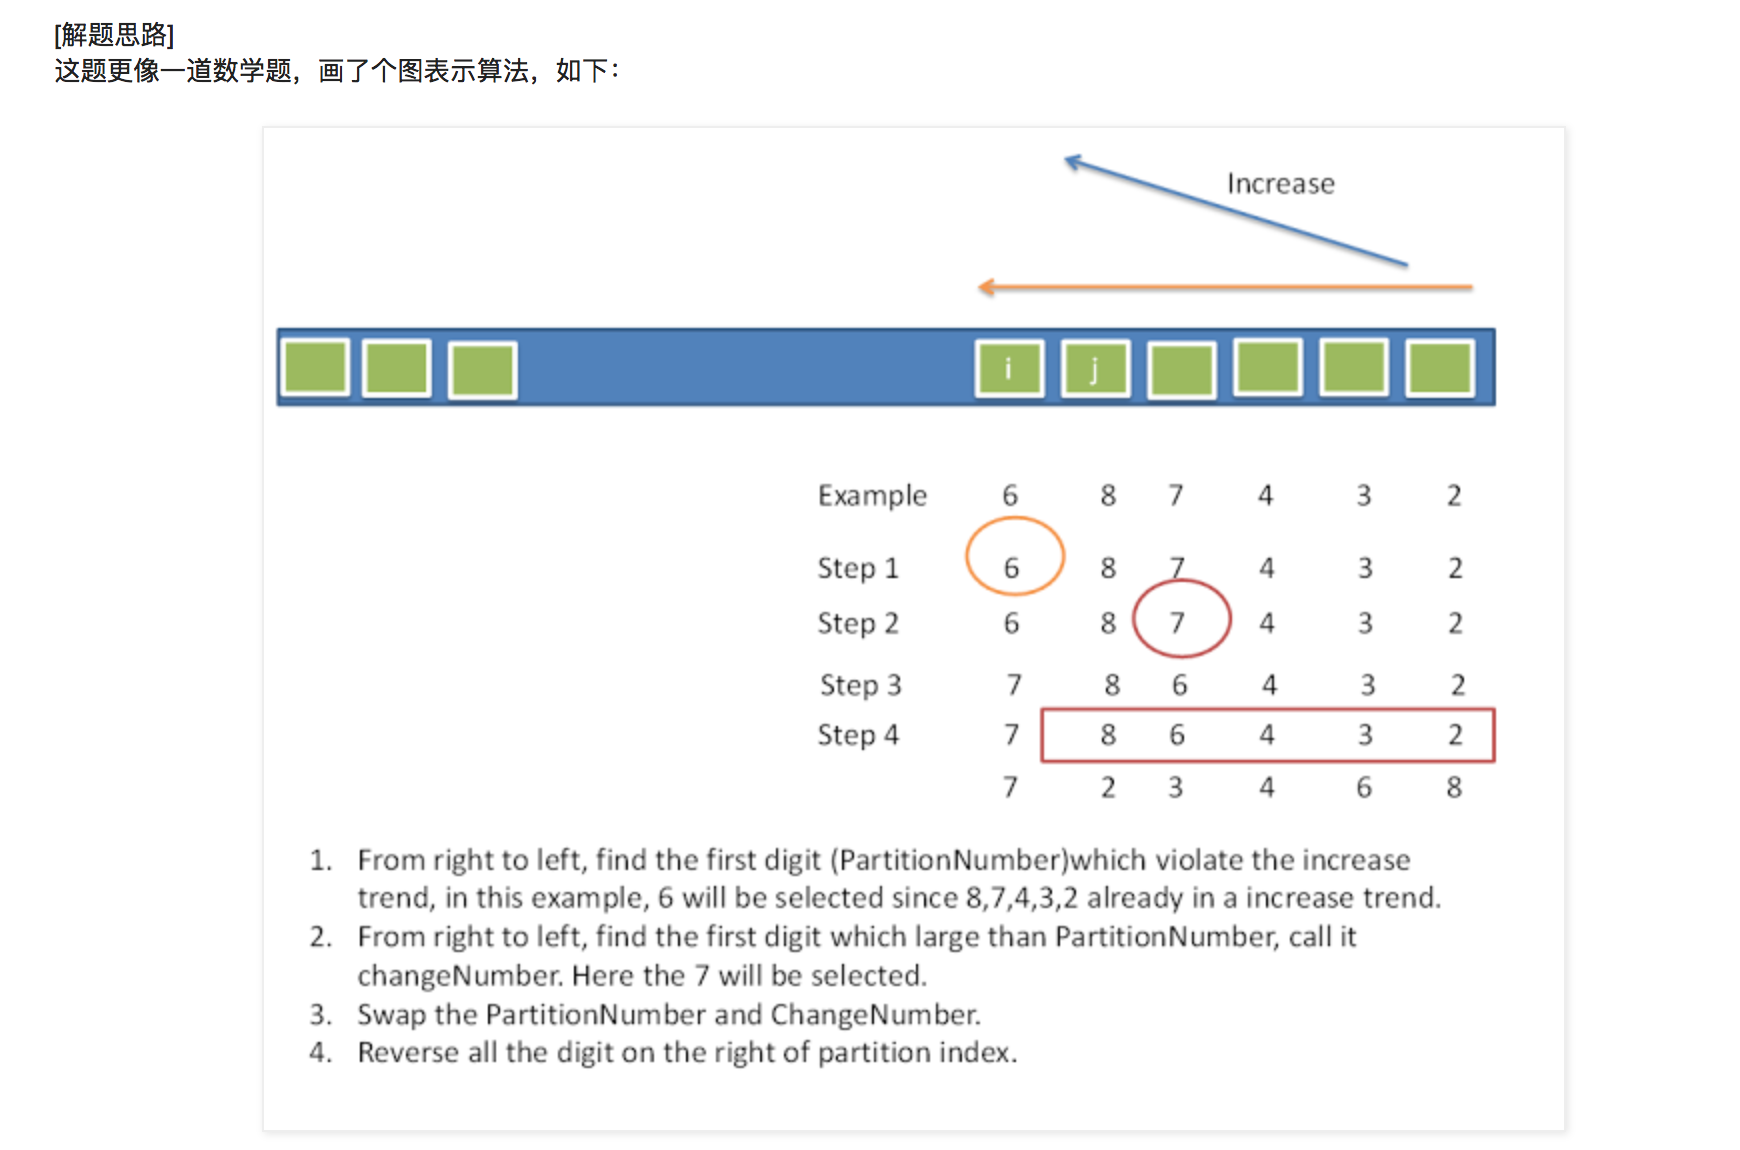 [解题思路]
这题更像一道数学题，画了个图表示算法，如下：
Increase
i j
Example 6 8 7 4 3 2
Step 1 6 8 7 4 3 2
Step 2 6 8 7 4 3 2
Step 3 7 8 6 4 3 2
Step 4 7 8 6 4 3 2
7 2 3 4 6 8
1. From right to left, find the first digit (PartitionNumber)which violate the increase
trend, in this example, 6 will be selected since 8,7,4,3,2 already in a increase trend.
2. From right to left, find the first digit which large than PartitionNumber, call it
changeNumber. Here the 7 will be selected.
3. Swap the PartitionNumber and ChangeNumber.
4. Reverse all the digit on the right of partition index.